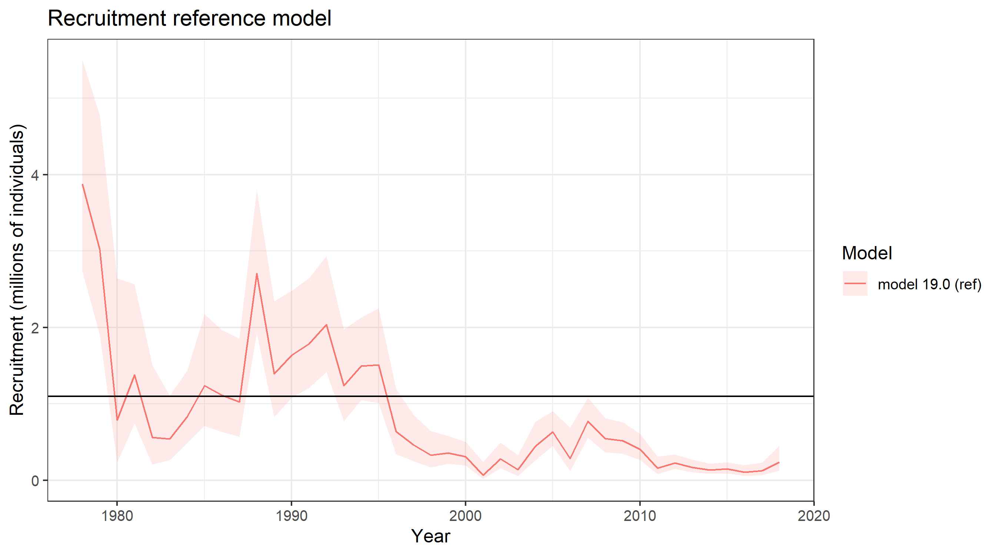 Recruitment reference model
Recruitment (millions of individuals)
4
2
0
1980
1990
2000
2010
2020
Year
Model
model 19.0 (ref)